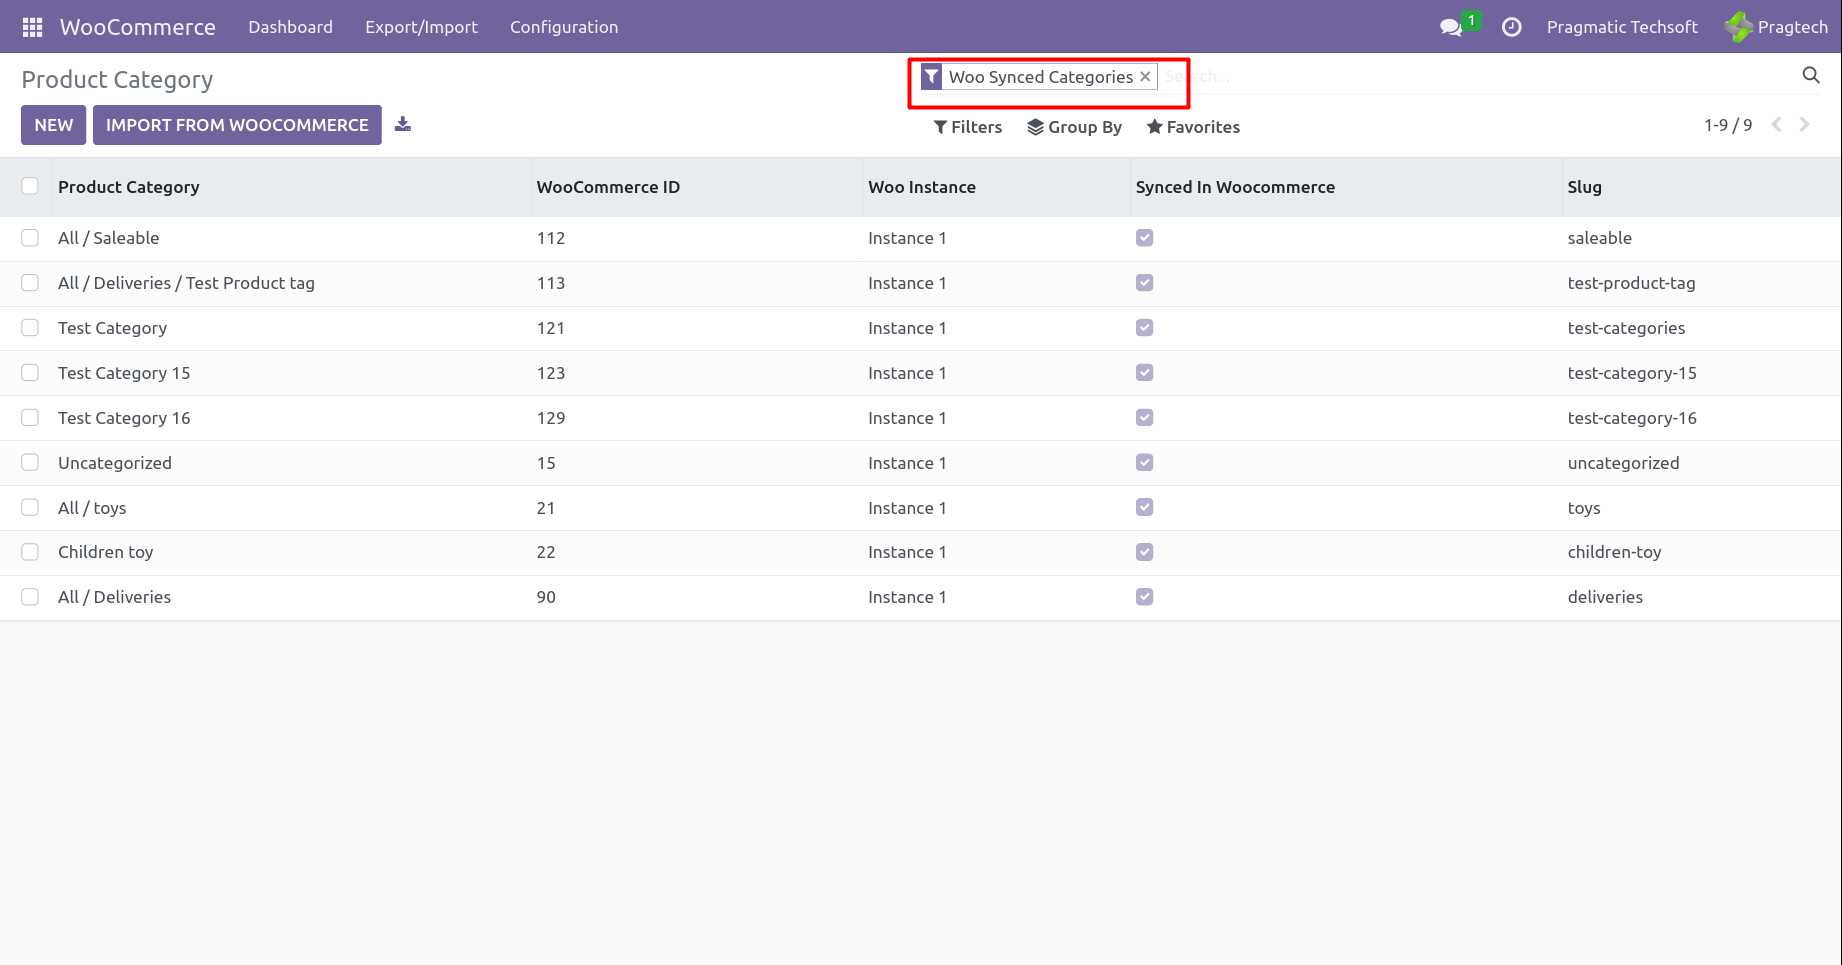 WooCommerce Dashboard Export/Import Configuration 1 Pragmatic Techsoft Pragtech
Product Category
Woo Synced Categories × Search...
NEW IMPORT FROM WOOCOMMERCE
Filters Group By Favorites 1-9 / 9
Product Category WooCommerce ID Woo Instance Synced In Woocommerce Slug
All / Saleable 112 Instance 1 saleable
All / Deliveries / Test Product tag 113 Instance 1 test-product-tag
Test Category 121 Instance 1 test-categories
Test Category 15 123 Instance 1 test-category-15
Test Category 16 129 Instance 1 test-category-16
Uncategorized 15 Instance 1 uncategorized
All / toys 21 Instance 1 toys
Children toy 22 Instance 1 children-toy
All / Deliveries 90 Instance 1 deliveries